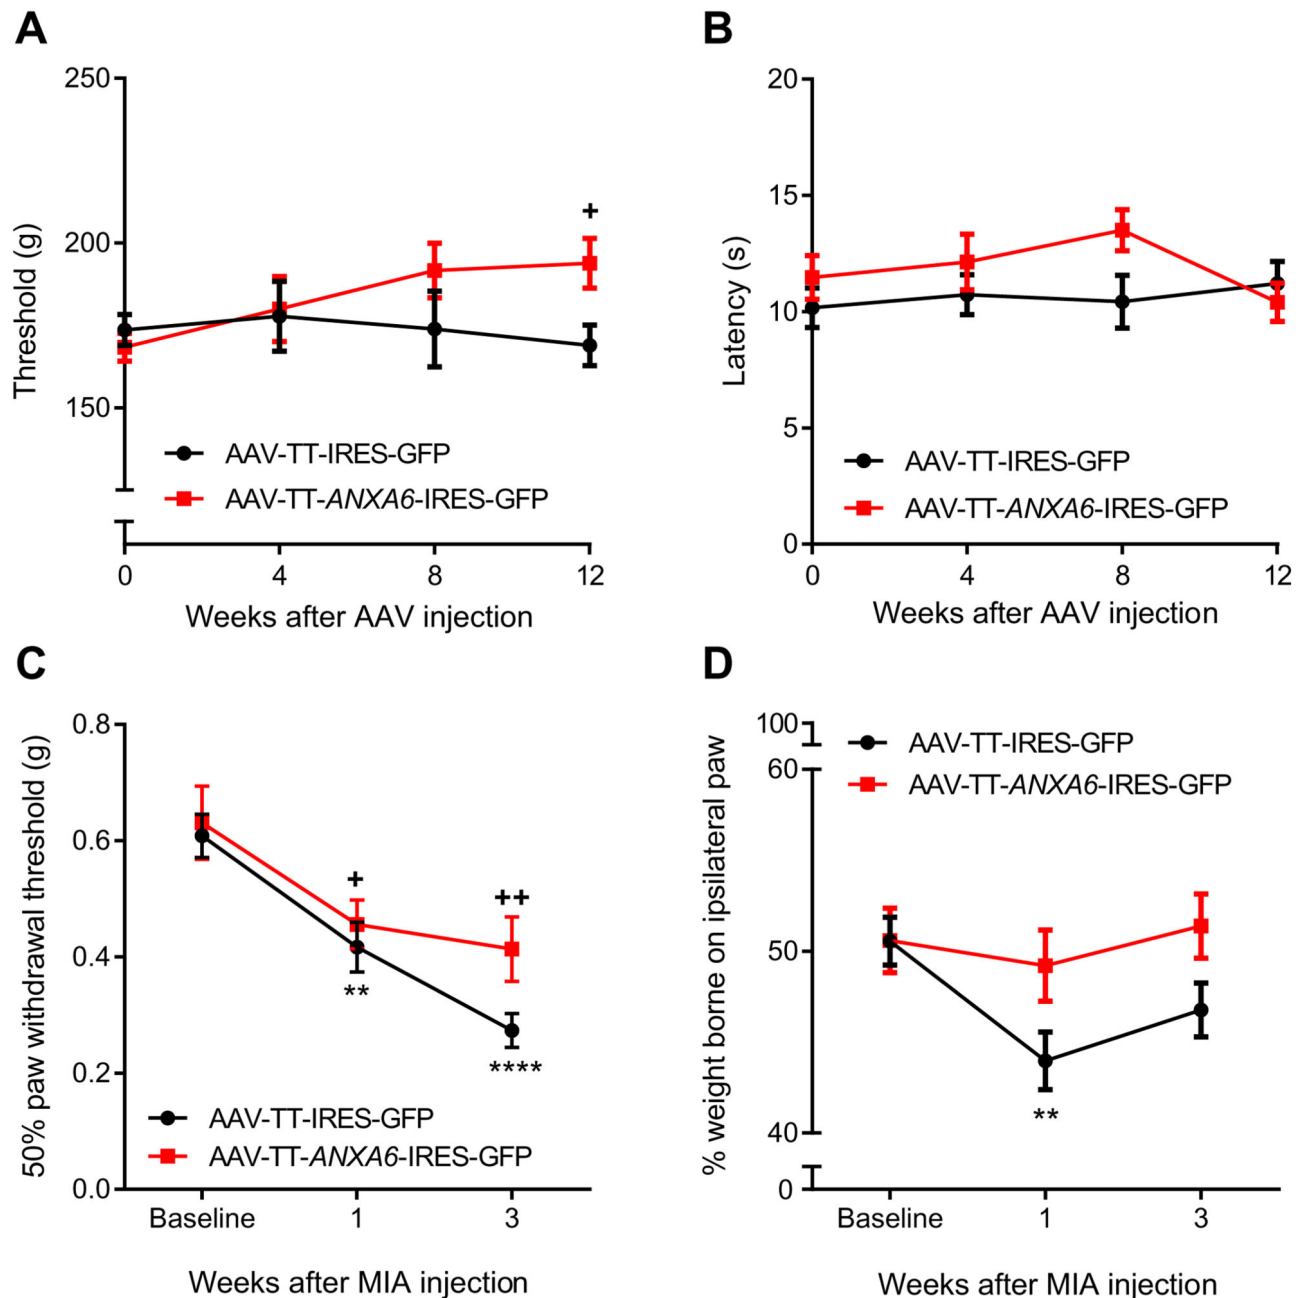 A
250
200
150
Threshold (g)
+
AAV-TT-IRES-GFP
AAV-TT-ANXA6-IRES-GFP
0 4 8 12
Weeks after AAV injection
B
20
15
10
5
0
Latency (s)
AAV-TT-IRES-GFP
AAV-TT-ANXA6-IRES-GFP
0 4 8 12
Weeks after AAV injection
C
0.8
0.6
0.4
0.2
0.0
50% paw withdrawal threshold (g)
+
++
**
****
AAV-TT-IRES-GFP
AAV-TT-ANXA6-IRES-GFP
Baseline 1 3
Weeks after MIA injection
D
100
60
50
40
0
% weight borne on ipsilateral paw
AAV-TT-IRES-GFP
AAV-TT-ANXA6-IRES-GFP
**
Baseline 1 3
Weeks after MIA injection